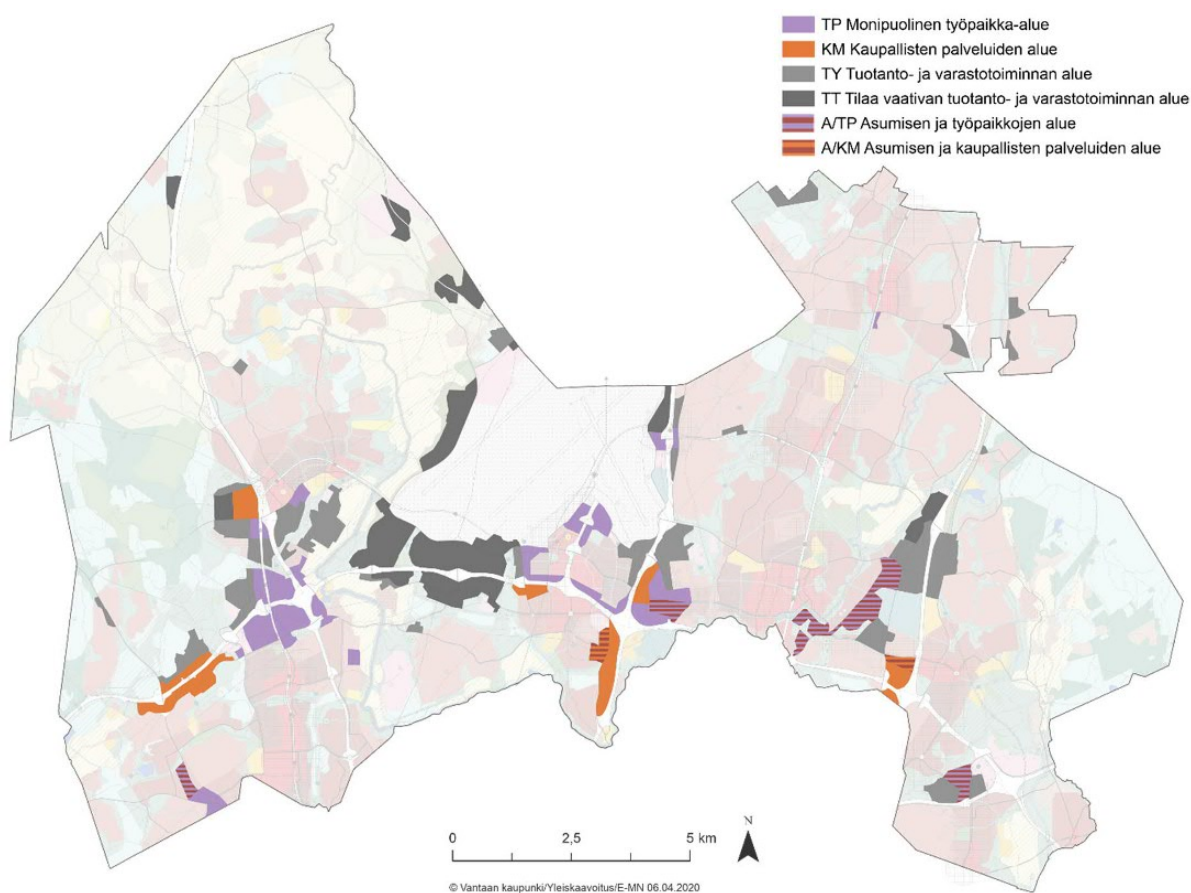 TP Monipuolinen työpaikka-alue
KM Kaupallisten palveluiden alue
TY Tuotanto- ja varastotoiminnan alue
TT Tilaa vaativan tuotanto- ja varastotoiminnan alue
A/TP Asumisen ja työpaikkojen alue
A/KM Asumisen ja kaupallisten palveluiden alue
0 2,5 5 km
N
© Vantaan kaupunki/Yleiskaavoitus/E-MN 06.04.2020